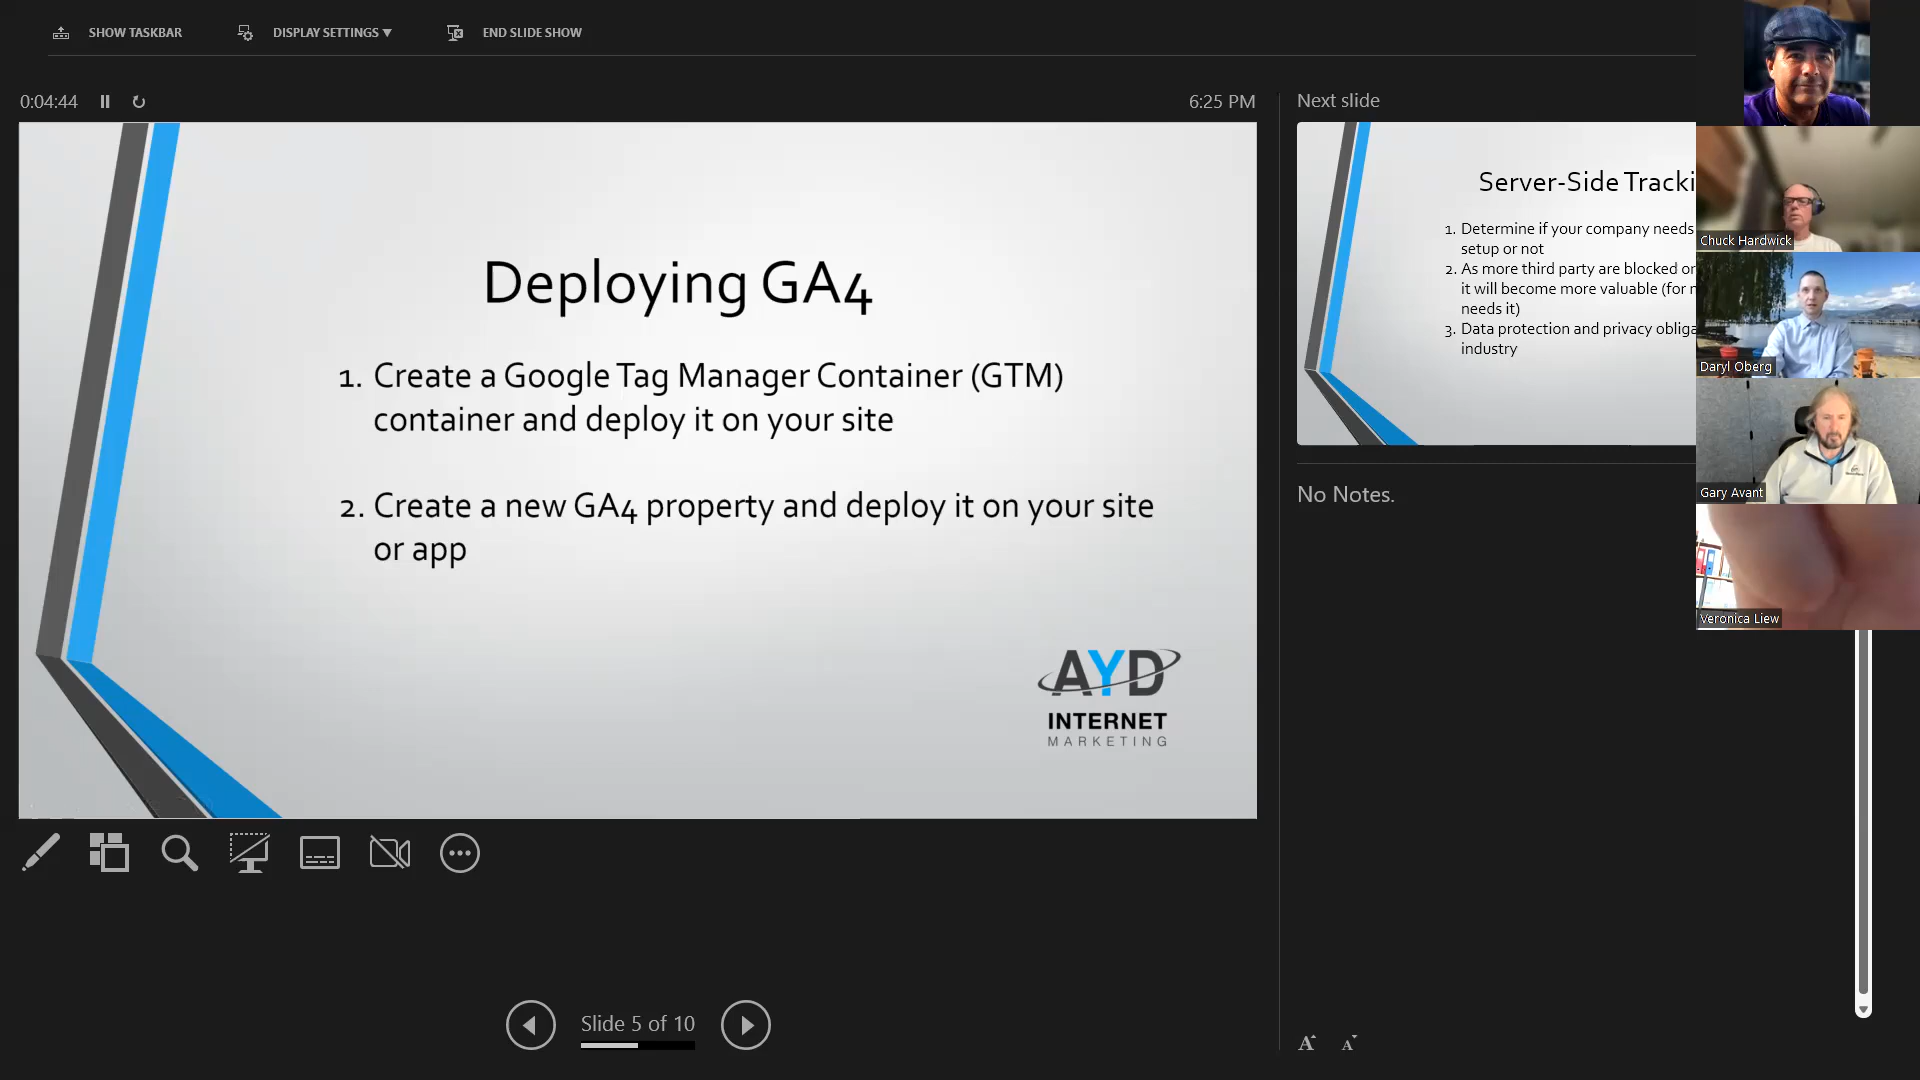 SHOW TASKBAR
DISPLAY SETTINGS ▼
END SLIDE SHOW
0:04:44
6:25 PM
Deploying GA4
1. Create a Google Tag Manager Container (GTM)
container and deploy it on your site
2. Create a new GA4 property and deploy it on your site
or app
AYD
INTERNET
MARKETING
Slide 5 of 10
Next slide
Server-Side Tracki
1. Determine if your company needs
setup or not
2. As more third party are blocked or
it will become more valuable (for
needs it)
3. Data protection and privacy obliga
industry
No Notes.
A A
Chuck Hardwick
Daryl Oberg
Gary Avant
Veronica Liew